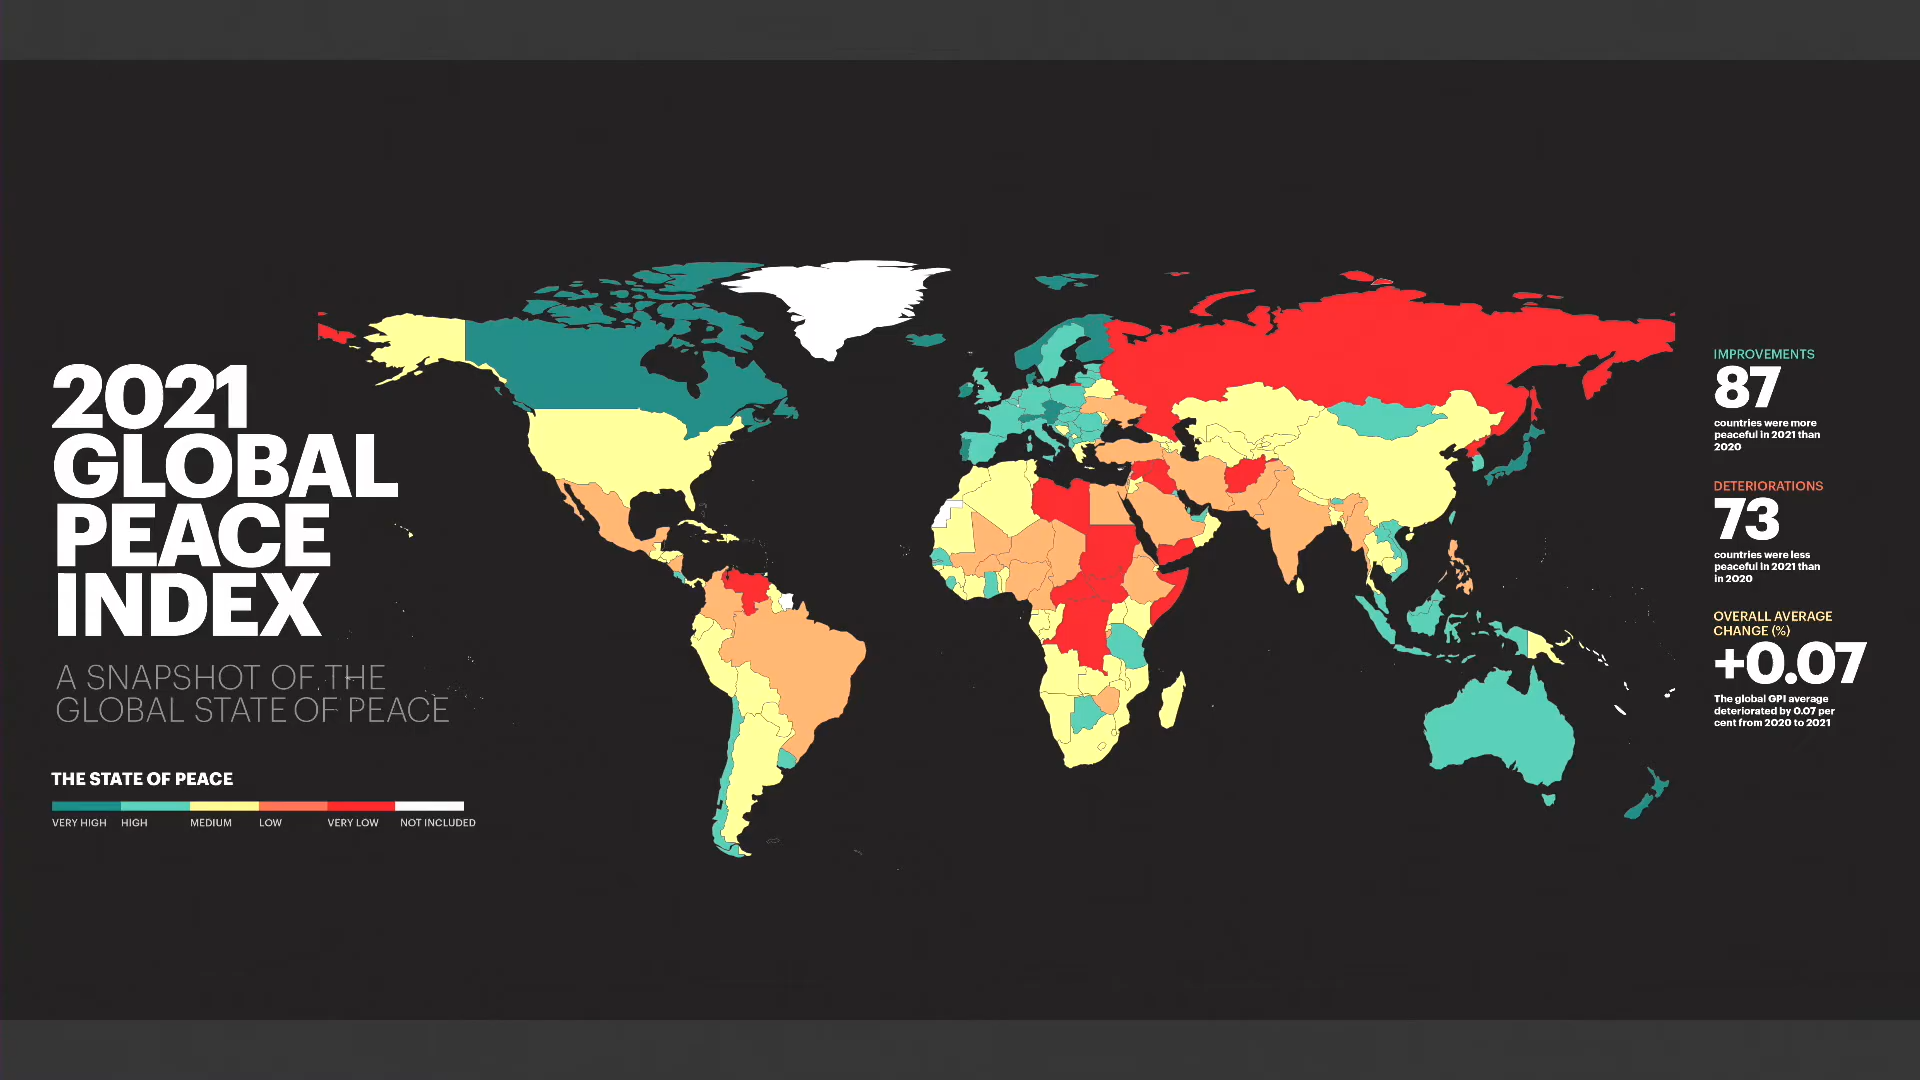 2021
GLOBAL
PEACE
INDEX
A SNAPSHOT OF THE
GLOBAL STATE OF PEACE
THE STATE OF PEACE
VERY HIGH HIGH MEDIUM LOW VERY LOW NOT INCLUDED
IMPROVEMENTS
87
countries were more
peaceful in 2021 than
2020
DETERIORATIONS
73
countries were less
peaceful in 2021 than
in 2020
OVERALL AVERAGE
CHANGE (%)
+0.07
The global GPI average
deteriorated by 0.07 per
cent from 2020 to 2021